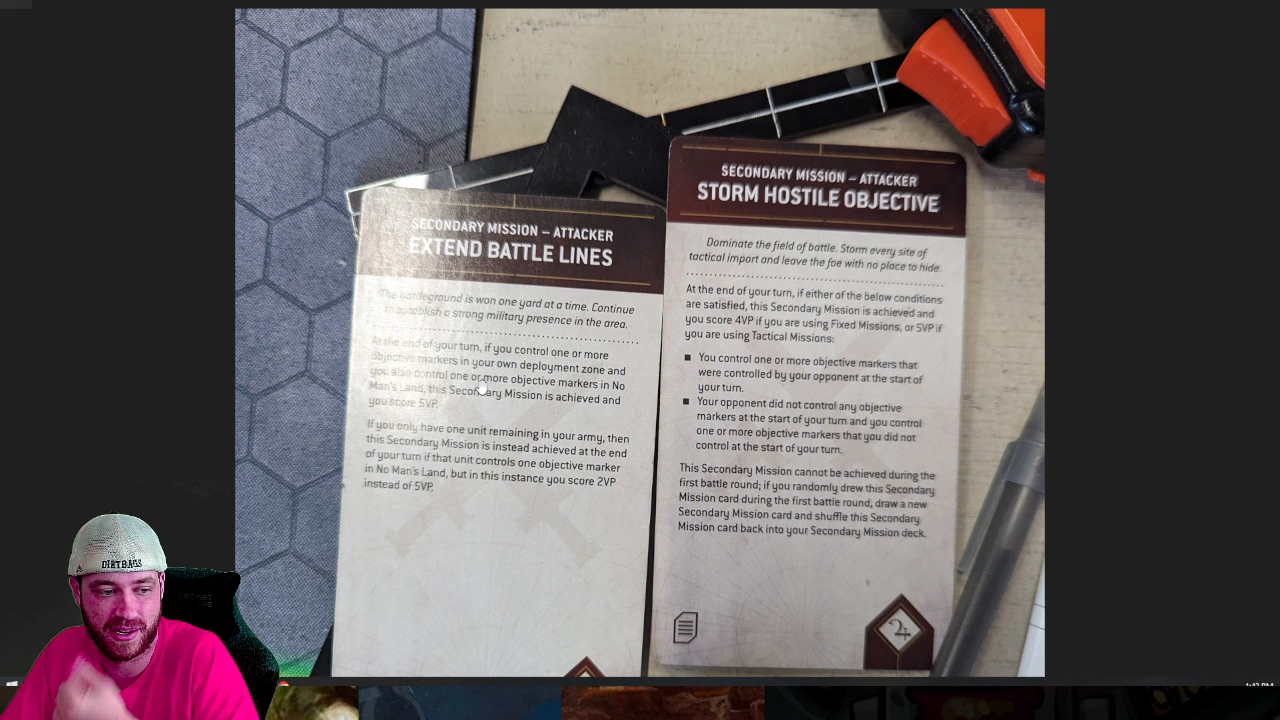 SECONDARY MISSION – ATTACKER
EXTEND BATTLE LINES
The battleground is won one yard at a time. Continue
to establish a strong military presence in the area.
At the end of your turn, if you control one or more
objective markers in your own deployment zone and
you also control one or more objective markers in No
Man's Land, this Secondary Mission is achieved and
you score 5VP.
If you only have one unit remaining in your army, then
this Secondary Mission is instead achieved at the end
of your turn if that unit controls one objective marker
in No Man's Land, but in this instance you score 2VP
instead of 5VP.
SECONDARY MISSION – ATTACKER
STORM HOSTILE OBJECTIVE
Dominate the field of battle. Storm every site of
tactical import and leave the foe with no place to hide.
At the end of your turn, if either of the below conditions
are satisfied, this Secondary Mission is achieved and
you score 4VP if you are using Fixed Missions, or 5VP if
you are using Tactical Missions:
■ You control one or more objective markers that
were controlled by your opponent at the start of
your turn.
■ Your opponent did not control any objective
markers at the start of your turn and you control
one or more objective markers that you did not
control at the start of your turn.
This Secondary Mission cannot be achieved during the
first battle round; if you randomly drew this Secondary
Mission card during the first battle round, draw a new
Secondary Mission card and shuffle this Secondary
Mission card back into your Secondary Mission deck.
DIRTBAGS